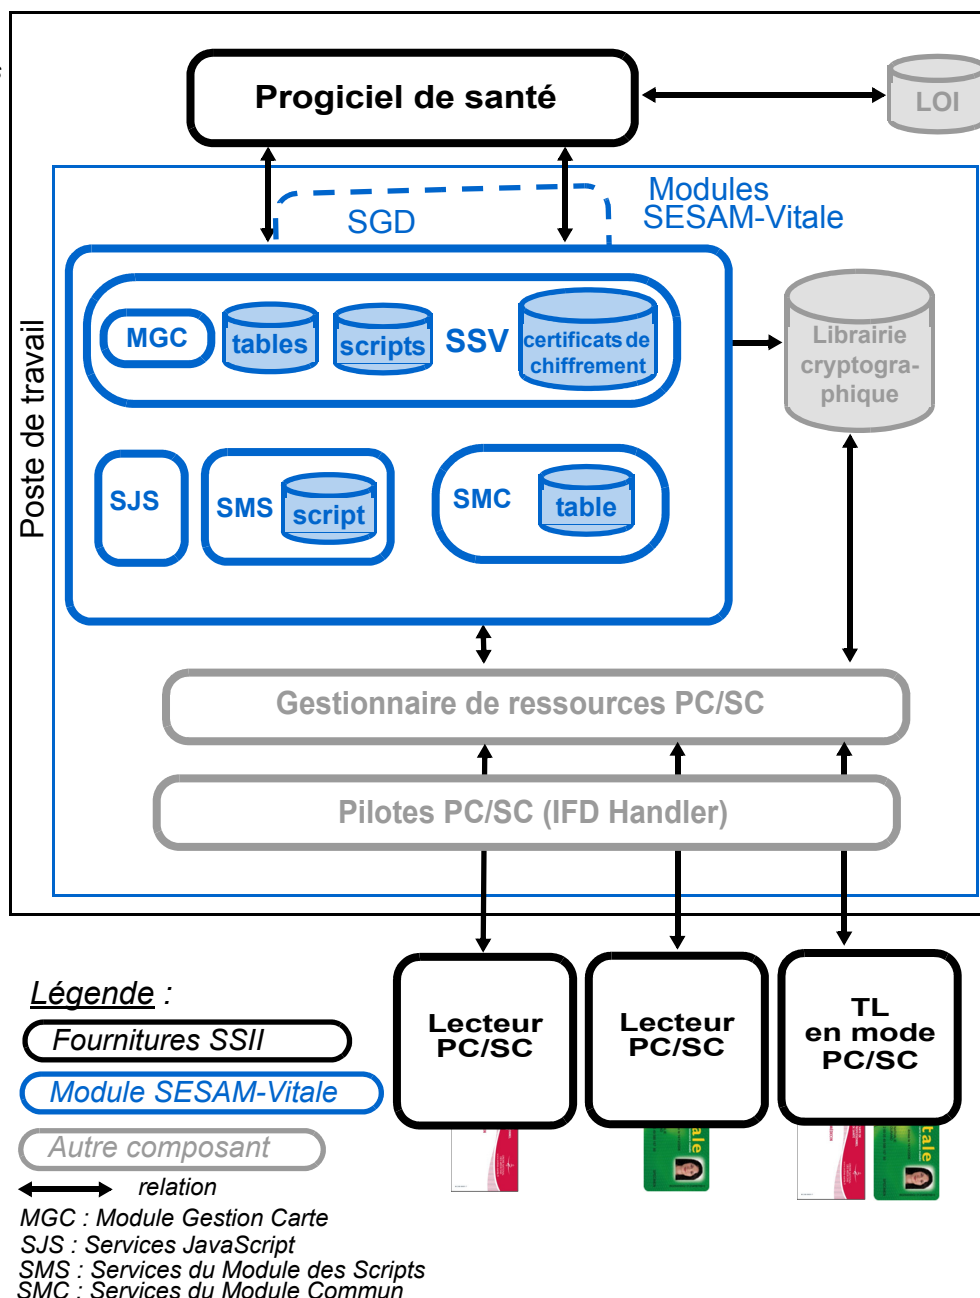 Progiciel de santé
LOI
Modules
SESAM-Vitale
SGD
Poste de travail
MGC
tables
scripts
SSV
certificats de
chiffrement
Librairie
cryptogra-
phique
SJS
SMS
script
SMC
table
Gestionnaire de ressources PC/SC
Pilotes PC/SC (IFD Handler)
Lecteur
PC/SC
Lecteur
PC/SC
TL
en mode
PC/SC
Légende :
Fournitures SSII
Module SESAM-Vitale
Autre composant
relation
MGC : Module Gestion Carte
SJS : Services JavaScript
SMS : Services du Module des Scripts
SMC : Services du Module Commun
tale
tale